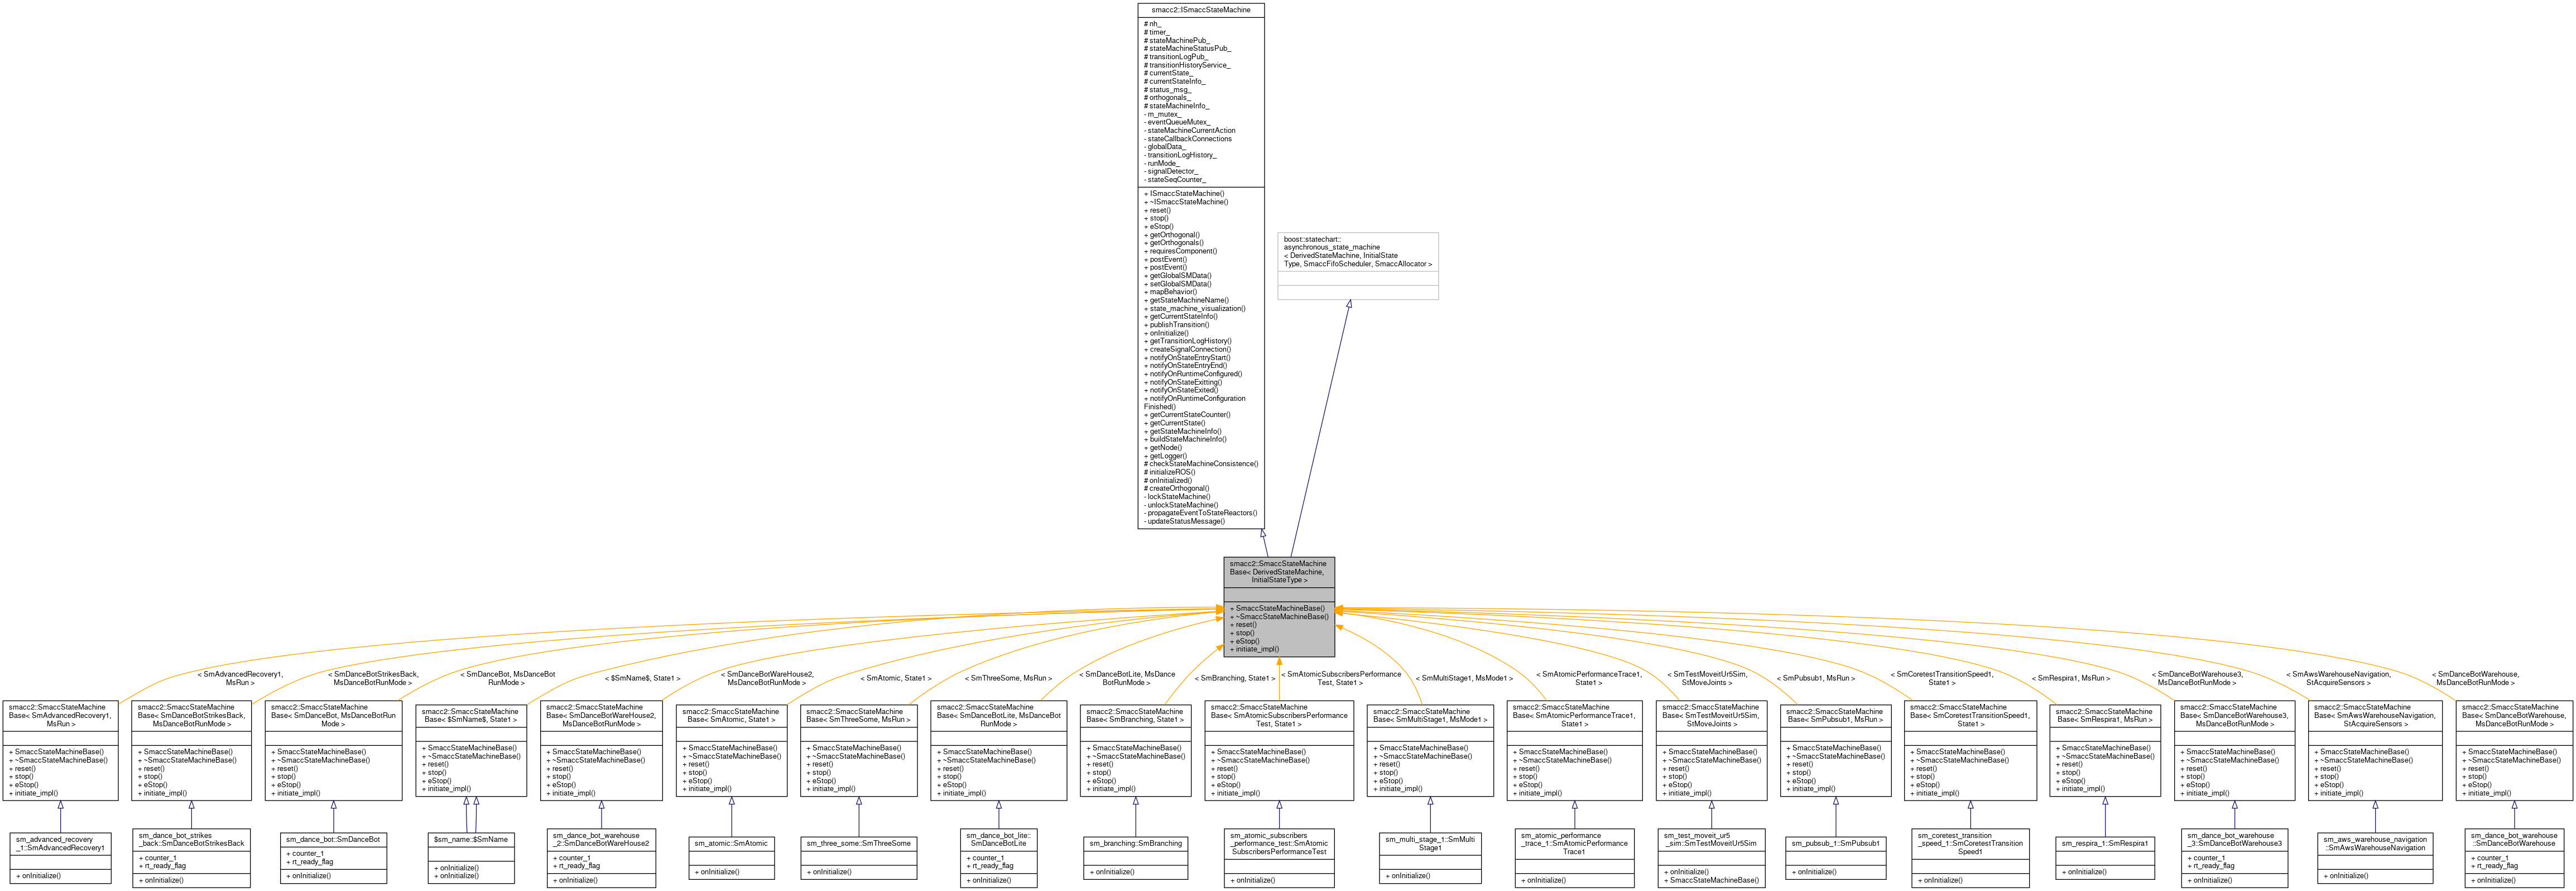 smacc2::ISmaccStateMachine
# nh_
# timer_
# stateMachinePub_
# stateMachineStatusPub_
# transitionLogPub_
# transitionHistoryService_
# currentState_
# currentStateInfo_
# status_msg_
# orthogonals_
# stateMachineInfo_
- m_mutex_
- eventQueueMutex_
- stateMachineCurrentAction
- stateCallbackConnections
- globalData_
- transitionLogHistory_
- runMode_
- signalDetector_
- stateSeqCounter_
+ ISmaccStateMachine()
+ ~ISmaccStateMachine()
+ reset()
+ stop()
+ eStop()
+ getOrthogonal()
+ getOrthogonals()
+ requiresComponent()
+ postEvent()
+ postEvent()
+ getGlobalSMData()
+ setGlobalSMData()
+ mapBehavior()
+ getStateMachineName()
+ state_machine_visualization()
+ getCurrentStateInfo()
+ publishTransition()
+ onInitialize()
+ getTransitionLogHistory()
+ createSignalConnection()
+ notifyOnStateEntryStart()
+ notifyOnStateEntryEnd()
+ notifyOnRuntimeConfigured()
+ notifyOnStateExitting()
+ notifyOnStateExited()
+ notifyOnRuntimeConfiguration
Finished()
+ getCurrentStateCounter()
+ getCurrentState()
+ getStateMachineInfo()
+ buildStateMachineInfo()
+ getNode()
+ getLogger()
# checkStateMachineConsistence()
# initializeROS()
# onInitialized()
# createOrthogonal()
- lockStateMachine()
- unlockStateMachine()
- propagateEventToStateReactors()
- updateStatusMessage()
boost::statechart::
asynchronous_state_machine
< DerivedStateMachine, InitialState
Type, SmaccFifoScheduler, SmaccAllocator >
smacc2::SmaccStateMachine
Base< DerivedStateMachine,
InitialStateType >
+ SmaccStateMachineBase()
+ ~SmaccStateMachineBase()
+ reset()
+ stop()
+ eStop()
+ initiate_impl()
< SmAdvancedRecovery1,
MsRun >
< SmDanceBotStrikesBack,
MsDanceBotRunMode >
< SmDanceBot, MsDanceBot
RunMode >
< $SmName$, State1 >
< SmDanceBotWareHouse2,
MsDanceBotRunMode >
< SmAtomic, State1 >
< SmThreeSome, MsRun >
< SmDanceBotLite, MsDance
BotRunMode >
< SmBranching, State1 >
< SmAtomicSubscribersPerformance
Test, State1 >
< SmMultiStage1, MsMode1 >
< SmAtomicPerformanceTrace1,
State1 >
< SmTestMoveitUr5Sim,
StMoveJoints >
< SmPubsub1, MsRun >
< SmCoretestTransitionSpeed1,
State1 >
< SmRespira1, MsRun >
< SmDanceBotWarehouse3,
MsDanceBotRunMode >
< SmAwsWarehouseNavigation,
StAcquireSensors >
< SmDanceBotWarehouse,
MsDanceBotRunMode >
smacc2::SmaccStateMachine
Base< SmAdvancedRecovery1,
MsRun >
+ SmaccStateMachineBase()
+ ~SmaccStateMachineBase()
+ reset()
+ stop()
+ eStop()
+ initiate_impl()
smacc2::SmaccStateMachine
Base< SmDanceBotStrikesBack,
MsDanceBotRunMode >
+ SmaccStateMachineBase()
+ ~SmaccStateMachineBase()
+ reset()
+ stop()
+ eStop()
+ initiate_impl()
smacc2::SmaccStateMachine
Base< SmDanceBot, MsDanceBotRun
Mode >
+ SmaccStateMachineBase()
+ ~SmaccStateMachineBase()
+ reset()
+ stop()
+ eStop()
+ initiate_impl()
smacc2::SmaccStateMachine
Base< $SmName$, State1 >
+ SmaccStateMachineBase()
+ ~SmaccStateMachineBase()
+ reset()
+ stop()
+ eStop()
+ initiate_impl()
smacc2::SmaccStateMachine
Base< SmDanceBotWareHouse2,
MsDanceBotRunMode >
+ SmaccStateMachineBase()
+ ~SmaccStateMachineBase()
+ reset()
+ stop()
+ eStop()
+ initiate_impl()
smacc2::SmaccStateMachine
Base< SmAtomic, State1 >
+ SmaccStateMachineBase()
+ ~SmaccStateMachineBase()
+ reset()
+ stop()
+ eStop()
+ initiate_impl()
smacc2::SmaccStateMachine
Base< SmThreeSome, MsRun >
+ SmaccStateMachineBase()
+ ~SmaccStateMachineBase()
+ reset()
+ stop()
+ eStop()
+ initiate_impl()
smacc2::SmaccStateMachine
Base< SmDanceBotLite, MsDanceBot
RunMode >
+ SmaccStateMachineBase()
+ ~SmaccStateMachineBase()
+ reset()
+ stop()
+ eStop()
+ initiate_impl()
smacc2::SmaccStateMachine
Base< SmBranching, State1 >
+ SmaccStateMachineBase()
+ ~SmaccStateMachineBase()
+ reset()
+ stop()
+ eStop()
+ initiate_impl()
smacc2::SmaccStateMachine
Base< SmAtomicSubscribersPerformance
Test, State1 >
+ SmaccStateMachineBase()
+ ~SmaccStateMachineBase()
+ reset()
+ stop()
+ eStop()
+ initiate_impl()
smacc2::SmaccStateMachine
Base< SmMultiStage1, MsMode1 >
+ SmaccStateMachineBase()
+ ~SmaccStateMachineBase()
+ reset()
+ stop()
+ eStop()
+ initiate_impl()
smacc2::SmaccStateMachine
Base< SmAtomicPerformanceTrace1,
State1 >
+ SmaccStateMachineBase()
+ ~SmaccStateMachineBase()
+ reset()
+ stop()
+ eStop()
+ initiate_impl()
smacc2::SmaccStateMachine
Base< SmTestMoveitUr5Sim,
StMoveJoints >
+ SmaccStateMachineBase()
+ ~SmaccStateMachineBase()
+ reset()
+ stop()
+ eStop()
+ initiate_impl()
smacc2::SmaccStateMachine
Base< SmPubsub1, MsRun >
+ SmaccStateMachineBase()
+ ~SmaccStateMachineBase()
+ reset()
+ stop()
+ eStop()
+ initiate_impl()
smacc2::SmaccStateMachine
Base< SmCoretestTransitionSpeed1,
State1 >
+ SmaccStateMachineBase()
+ ~SmaccStateMachineBase()
+ reset()
+ stop()
+ eStop()
+ initiate_impl()
smacc2::SmaccStateMachine
Base< SmRespira1, MsRun >
+ SmaccStateMachineBase()
+ ~SmaccStateMachineBase()
+ reset()
+ stop()
+ eStop()
+ initiate_impl()
smacc2::SmaccStateMachine
Base< SmDanceBotWarehouse3,
MsDanceBotRunMode >
+ SmaccStateMachineBase()
+ ~SmaccStateMachineBase()
+ reset()
+ stop()
+ eStop()
+ initiate_impl()
smacc2::SmaccStateMachine
Base< SmAwsWarehouseNavigation,
StAcquireSensors >
+ SmaccStateMachineBase()
+ ~SmaccStateMachineBase()
+ reset()
+ stop()
+ eStop()
+ initiate_impl()
smacc2::SmaccStateMachine
Base< SmDanceBotWarehouse,
MsDanceBotRunMode >
+ SmaccStateMachineBase()
+ ~SmaccStateMachineBase()
+ reset()
+ stop()
+ eStop()
+ initiate_impl()
sm_advanced_recovery
_1::SmAdvancedRecovery1
+ onInitialize()
sm_dance_bot_strikes
_back::SmDanceBotStrikesBack
+ counter_1
+ rt_ready_flag
+ onInitialize()
sm_dance_bot::SmDanceBot
+ counter_1
+ rt_ready_flag
+ onInitialize()
$sm_name::$SmName
+ onInitialize()
+ onInitialize()
sm_dance_bot_warehouse
_2::SmDanceBotWareHouse2
+ counter_1
+ rt_ready_flag
+ onInitialize()
sm_atomic::SmAtomic
+ onInitialize()
sm_three_some::SmThreeSome
+ onInitialize()
sm_dance_bot_lite::
SmDanceBotLite
+ counter_1
+ rt_ready_flag
+ onInitialize()
sm_branching::SmBranching
+ onInitialize()
sm_atomic_subscribers
_performance_test::SmAtomic
SubscribersPerformanceTest
+ onInitialize()
sm_multi_stage_1::SmMulti
Stage1
+ onInitialize()
sm_atomic_performance
_trace_1::SmAtomicPerformance
Trace1
+ onInitialize()
sm_test_moveit_ur5
_sim::SmTestMoveitUr5Sim
+ onInitialize()
+ SmaccStateMachineBase()
sm_pubsub_1::SmPubsub1
+ onInitialize()
sm_coretest_transition
_speed_1::SmCoretestTransition
Speed1
+ onInitialize()
sm_respira_1::SmRespira1
+ onInitialize()
sm_dance_bot_warehouse
_3::SmDanceBotWarehouse3
+ counter_1
+ rt_ready_flag
+ onInitialize()
sm_aws_warehouse_navigation
::SmAwsWarehouseNavigation
+ onInitialize()
sm_dance_bot_warehouse
::SmDanceBotWarehouse
+ counter_1
+ rt_ready_flag
+ onInitialize()